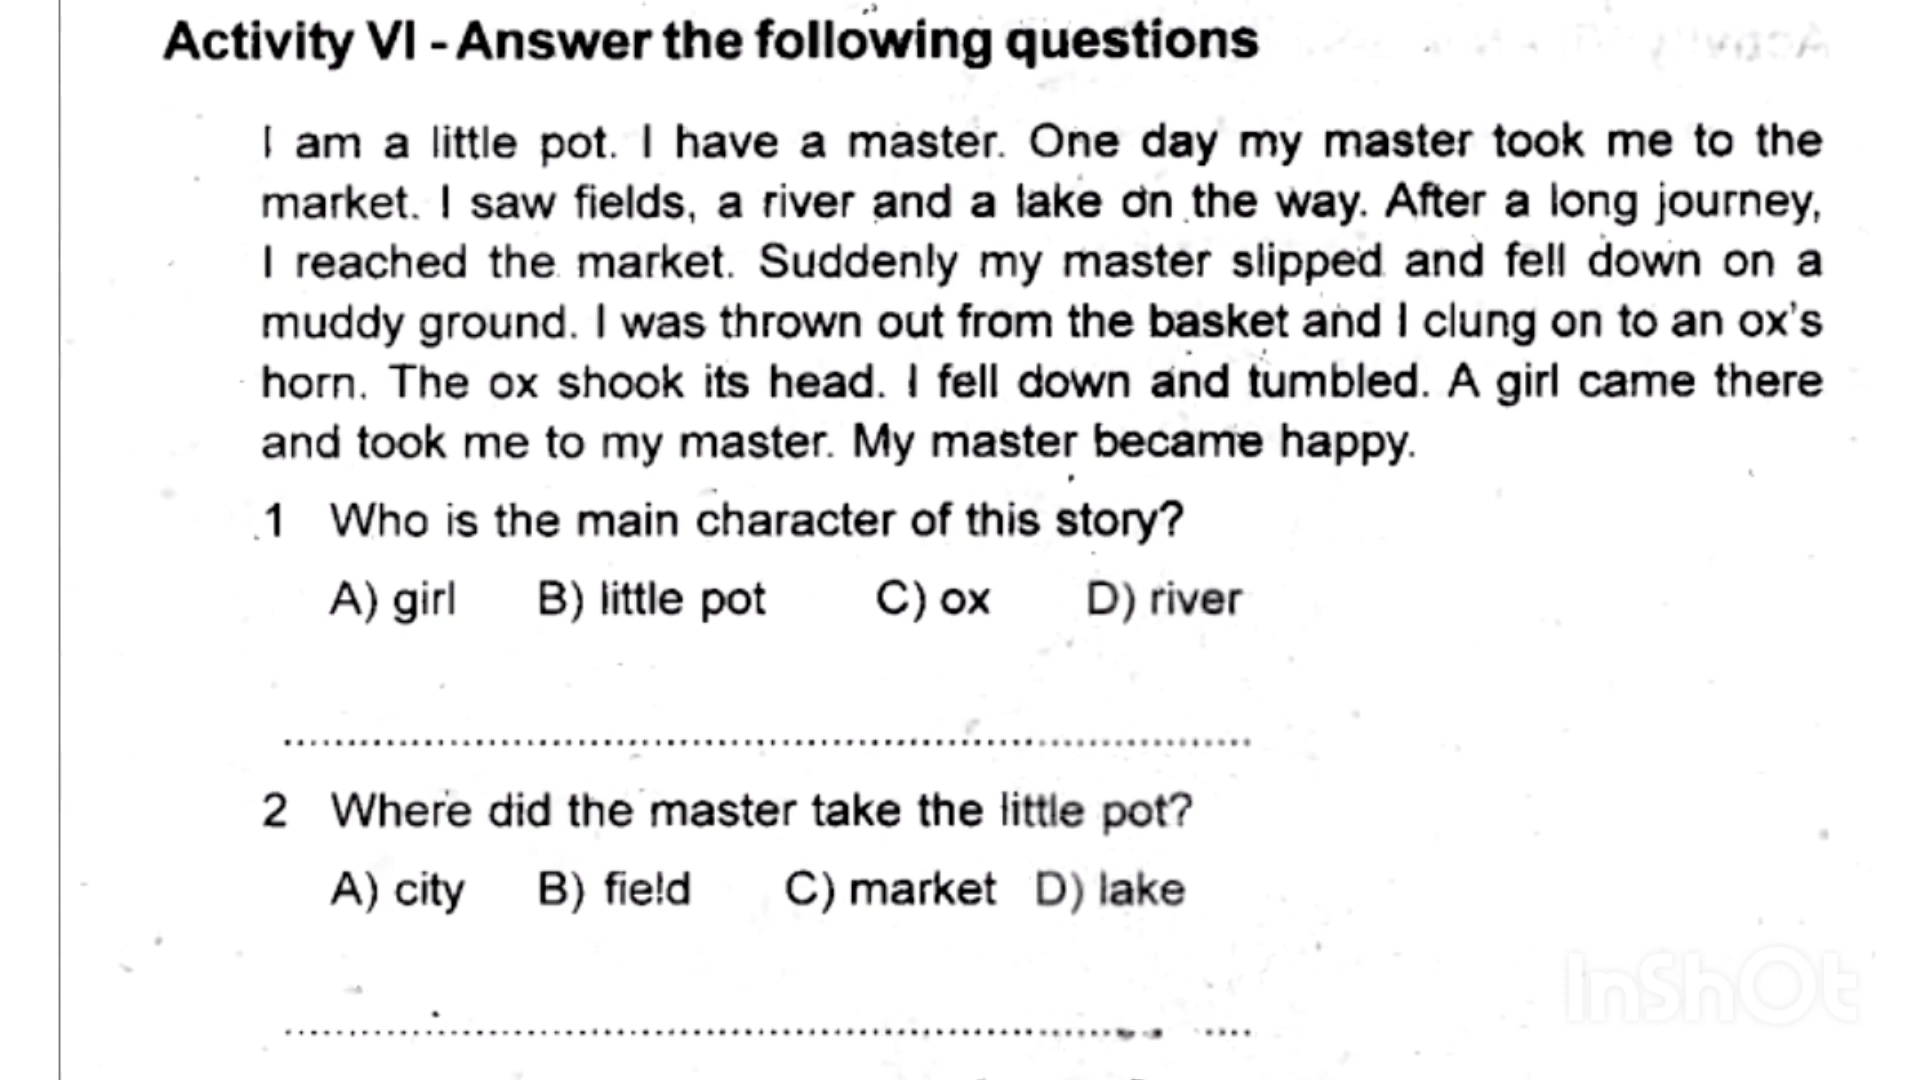 Activity VI - Answer the following questions
I am a little pot. I have a master. One day my master took me to the
market. I saw fields, a river and a lake on the way. After a long journey,
I reached the market. Suddenly my master slipped and fell down on a
muddy ground. I was thrown out from the basket and I clung on to an ox's
horn. The ox shook its head. I fell down and tumbled. A girl came there
and took me to my master. My master became happy.
1 Who is the main character of this story?
A) girl B) little pot C) ox D) river
2 Where did the master take the little pot?
A) city B) field C) market D) lake
InShOt